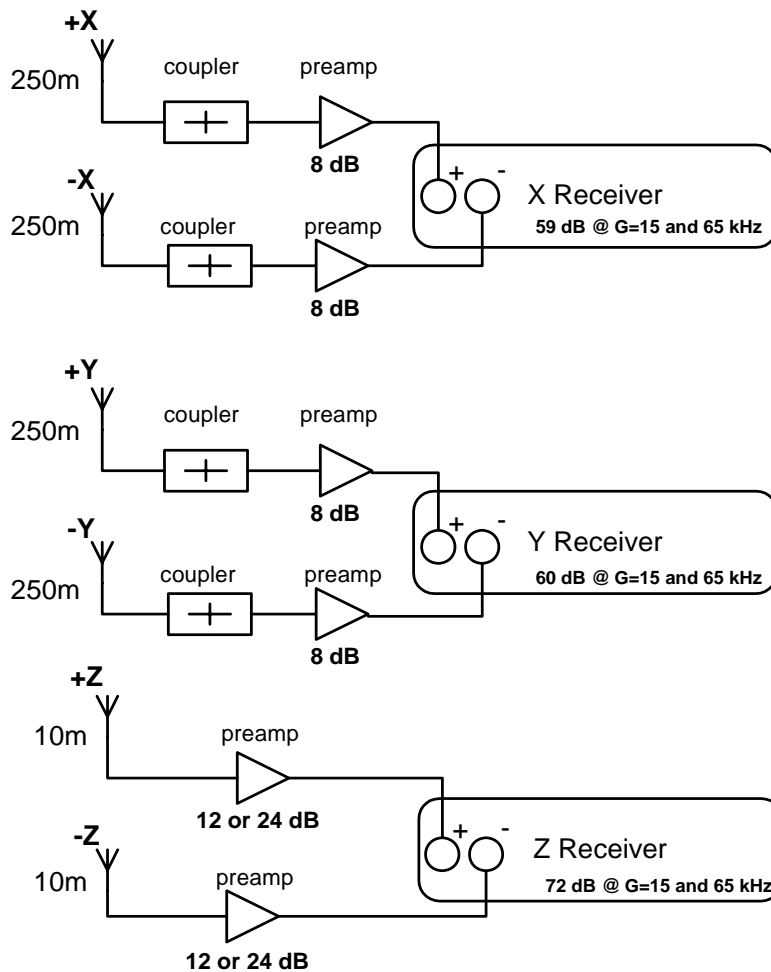 +X
250m
coupler
preamp
8 dB
+ -
X Receiver
59 dB @ G=15 and 65 kHz
-X
250m
coupler
preamp
8 dB
+Y
250m
coupler
preamp
8 dB
+ -
Y Receiver
60 dB @ G=15 and 65 kHz
-Y
250m
coupler
preamp
8 dB
+Z
10m
preamp
12 or 24 dB
+ -
Z Receiver
72 dB @ G=15 and 65 kHz
-Z
10m
preamp
12 or 24 dB